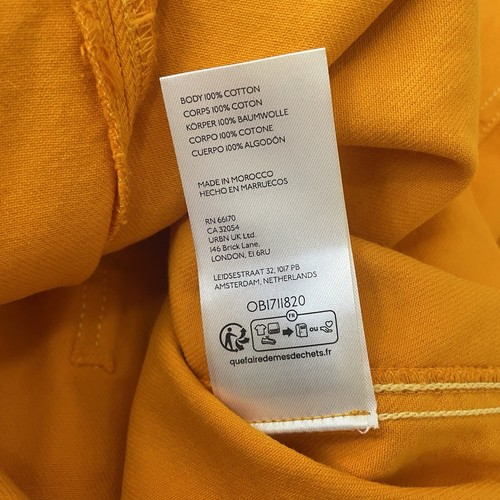 BODY 100% COTTON
CORPS 100% COTON
KÖRPER 100% BAUMWOLLE
CORPO 100% COTONE
CUERPO 100% ALGODÓN
MADE IN MOROCCO
HECHO EN MARRUECOS
RN 66170
CA 32054
URBN UK Ltd.
146 Brick Lane,
LONDON, E1 6RU
LEIDSESTRAAT 32, 1017 PB
AMSTERDAM, NETHERLANDS
OB1711820
FR
ou
quefairedemesdechets.fr